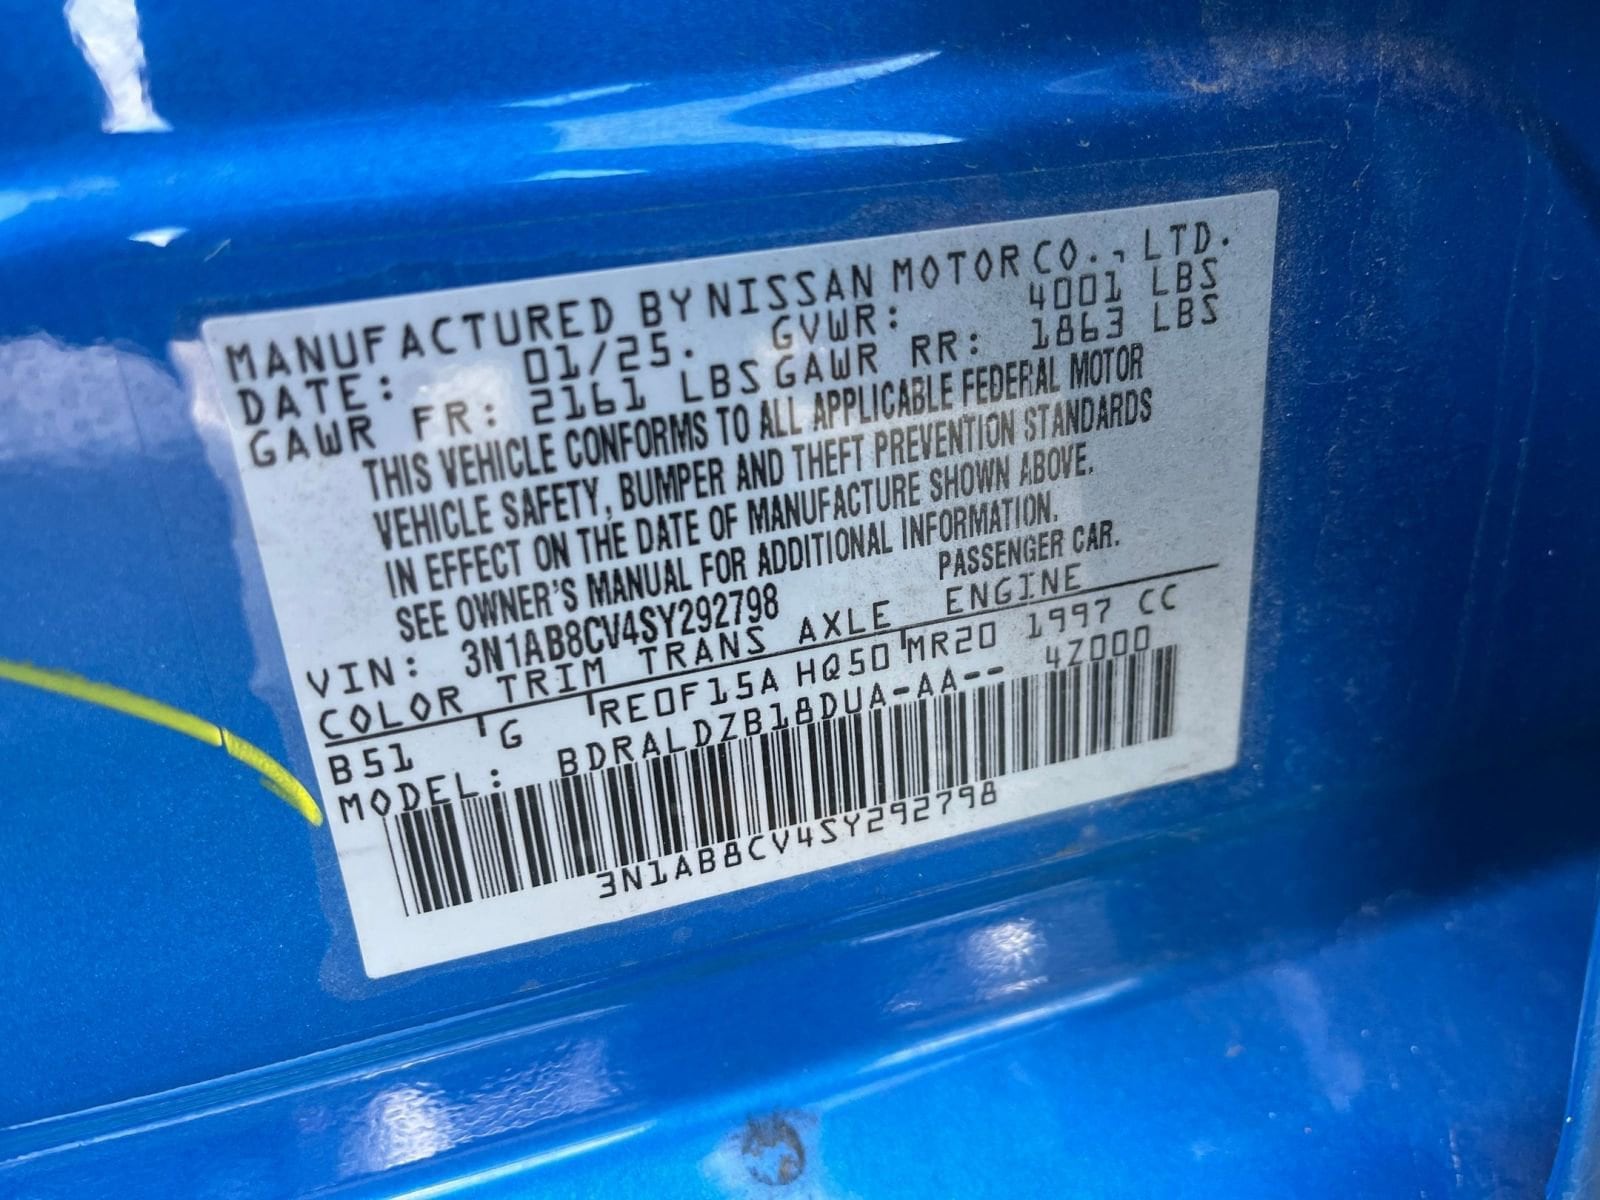 MANUFACTURED BY NISSAN MOTOR CO., LTD.
DATE: 01/25. GVWR: 4001 LBS
GAWR FR: 2161 LBS GAWR RR: 1863 LBS
THIS VEHICLE CONFORMS TO ALL APPLICABLE FEDERAL MOTOR
VEHICLE SAFETY, BUMPER AND THEFT PREVENTION STANDARDS
IN EFFECT ON THE DATE OF MANUFACTURE SHOWN ABOVE.
SEE OWNER'S MANUAL FOR ADDITIONAL INFORMATION.
VIN: 3N1AB8CV4SY292798 PASSENGER CAR.
COLOR TRIM TRANS AXLE ENGINE
B51 G RE0F15A HQ50 MR20 1997 CC
MODEL: BDRALDZB18DUA-AA-- 4Z000
3N1AB8CV4SY292798